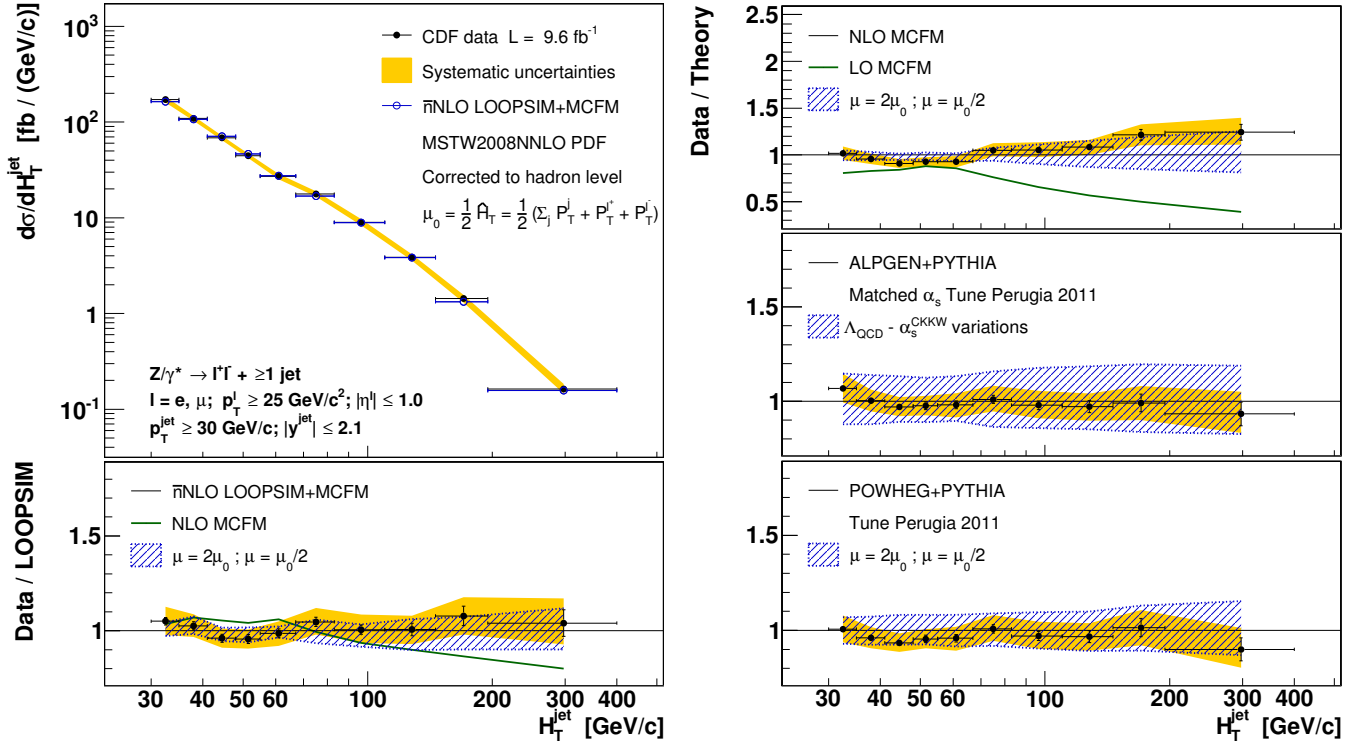 dσ/dH_T^jet [fb / (GeV/c)]
10³
10²
10
1
10⁻¹
CDF data L = 9.6 fb⁻¹
Systematic uncertainties
n̄NLO LOOPSIM+MCFM
MSTW2008NNLO PDF
Corrected to hadron level
μ₀ = 1/2 Ĥ_T = 1/2 (Σ_j P_T^j + P_T^l⁺ + P_T^l⁻)
Z/γ* → l⁺l⁻ + ≥1 jet
l = e, μ; p_T^l ≥ 25 GeV/c²; |η^l| ≤ 1.0
p_T^jet ≥ 30 GeV/c; |y^jet| ≤ 2.1
Data / LOOPSIM
1.5
1
n̄NLO LOOPSIM+MCFM
NLO MCFM
μ = 2μ₀ ; μ = μ₀/2
30 40 50 60 100 200 300 400
H_T^jet [GeV/c]
Data / Theory
2.5
2
1.5
1
0.5
NLO MCFM
LO MCFM
μ = 2μ₀ ; μ = μ₀/2
1.5
1
ALPGEN+PYTHIA
Matched α_s Tune Perugia 2011
Λ_QCD - α_s^CKKW variations
1.5
1
POWHEG+PYTHIA
Tune Perugia 2011
μ = 2μ₀ ; μ = μ₀/2
30 40 50 60 100 200 300 400
H_T^jet [GeV/c]